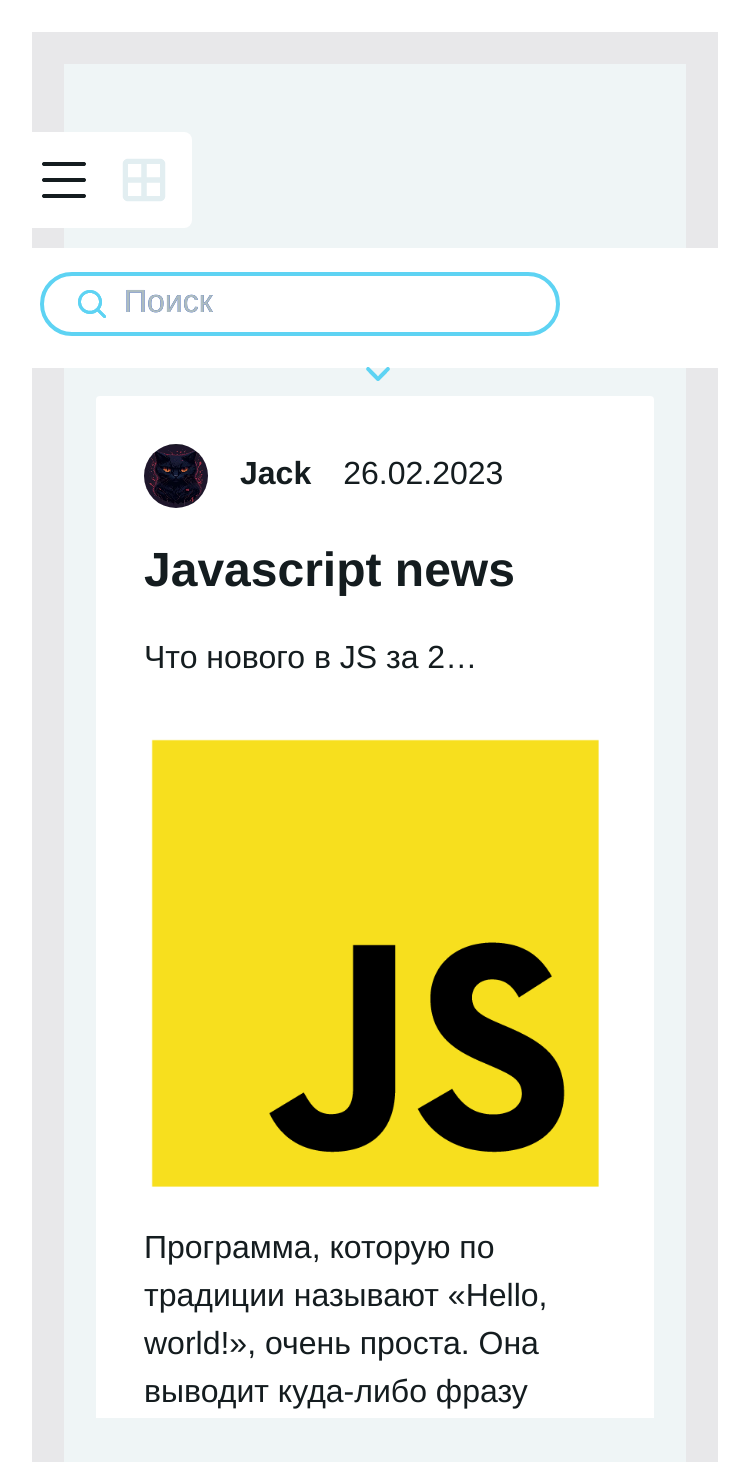 Поиск
Jack 26.02.2023
Javascript news
Что нового в JS за 2…
JS
Программа, которую по
традиции называют «Hello,
world!», очень проста. Она
выводит куда-либо фразу